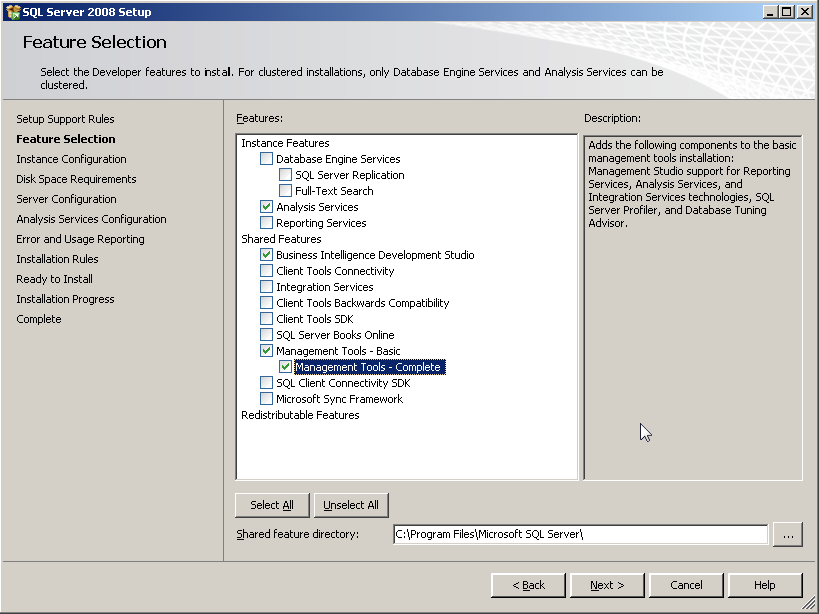 SQL Server 2008 Setup
Feature Selection
Select the Developer features to install. For clustered installations, only Database Engine Services and Analysis Services can be
clustered.
Setup Support Rules
Feature Selection
Instance Configuration
Disk Space Requirements
Server Configuration
Analysis Services Configuration
Error and Usage Reporting
Installation Rules
Ready to Install
Installation Progress
Complete
Features:
Instance Features
Database Engine Services
SQL Server Replication
Full-Text Search
Analysis Services
Reporting Services
Shared Features
Business Intelligence Development Studio
Client Tools Connectivity
Integration Services
Client Tools Backwards Compatibility
Client Tools SDK
SQL Server Books Online
Management Tools - Basic
Management Tools - Complete
SQL Client Connectivity SDK
Microsoft Sync Framework
Redistributable Features
Description:
Adds the following components to the basic
management tools installation:
Management Studio support for Reporting
Services, Analysis Services, and
Integration Services technologies, SQL
Server Profiler, and Database Tuning
Advisor.
Select All
Unselect All
Shared feature directory:
C:\Program Files\Microsoft SQL Server\
...
< Back
Next >
Cancel
Help